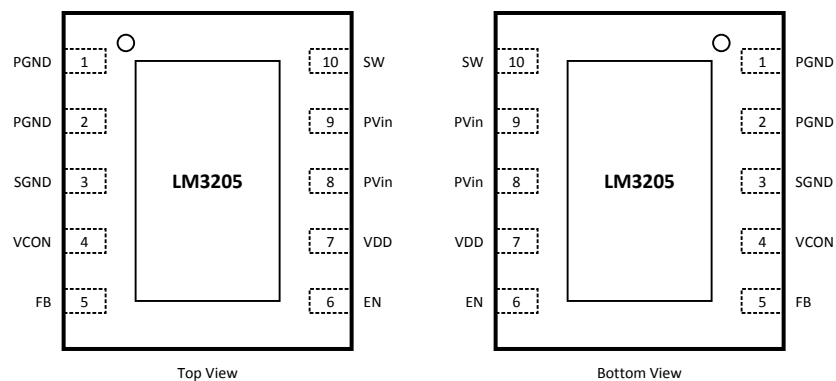 PGND 1 10 SW
PGND 2 9 PVin
SGND 3 LM3205 8 PVin
VCON 4 7 VDD
FB 5 6 EN
Top View
SW 10 1 PGND
PVin 9 2 PGND
PVin 8 LM3205 3 SGND
VDD 7 4 VCON
EN 6 5 FB
Bottom View